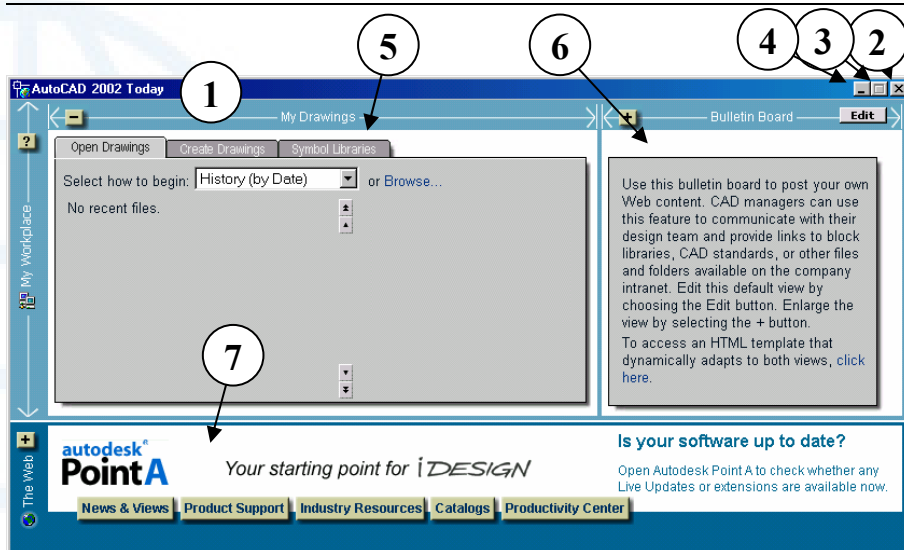 5
6
4
3
2
AutoCAD 2002 Today
1
My Drawings
Bulletin Board
Edit
Open Drawings
Create Drawings
Symbol Libraries
Select how to begin: History (by Date) or Browse...
No recent files.
Use this bulletin board to post your own
Web content. CAD managers can use
this feature to communicate with their
design team and provide links to block
libraries, CAD standards, or other files
and folders available on the company
intranet. Edit this default view by
choosing the Edit button. Enlarge the
view by selecting the + button.
To access an HTML template that
dynamically adapts to both views, click
here.
My Workplace
7
The Web
autodesk®
Point A
Your starting point for iDESIGN
Is your software up to date?
Open Autodesk Point A to check whether any
Live Updates or extensions are available now.
News & Views
Product Support
Industry Resources
Catalogs
Productivity Center